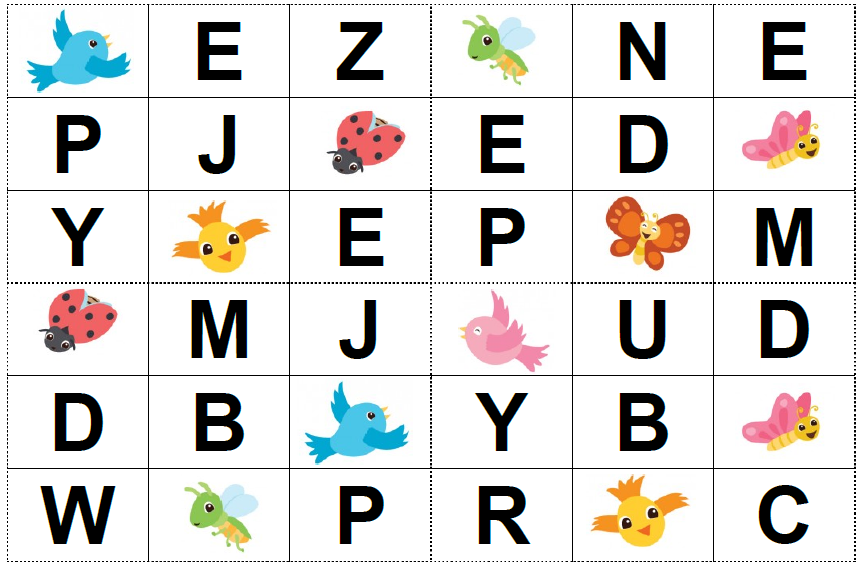 E Z N E
P J E D
Y E P M
M J U D
D B Y B
W P R C